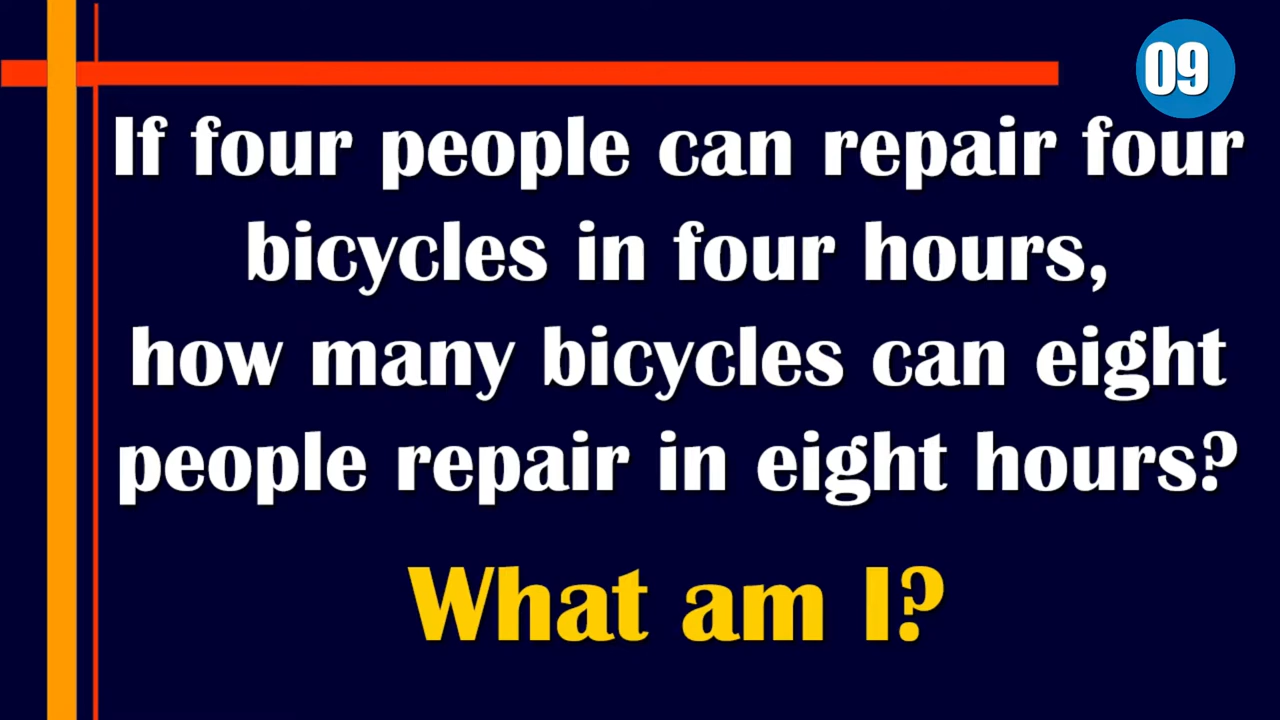 09
If four people can repair four
bicycles in four hours,
how many bicycles can eight
people repair in eight hours?
What am I?